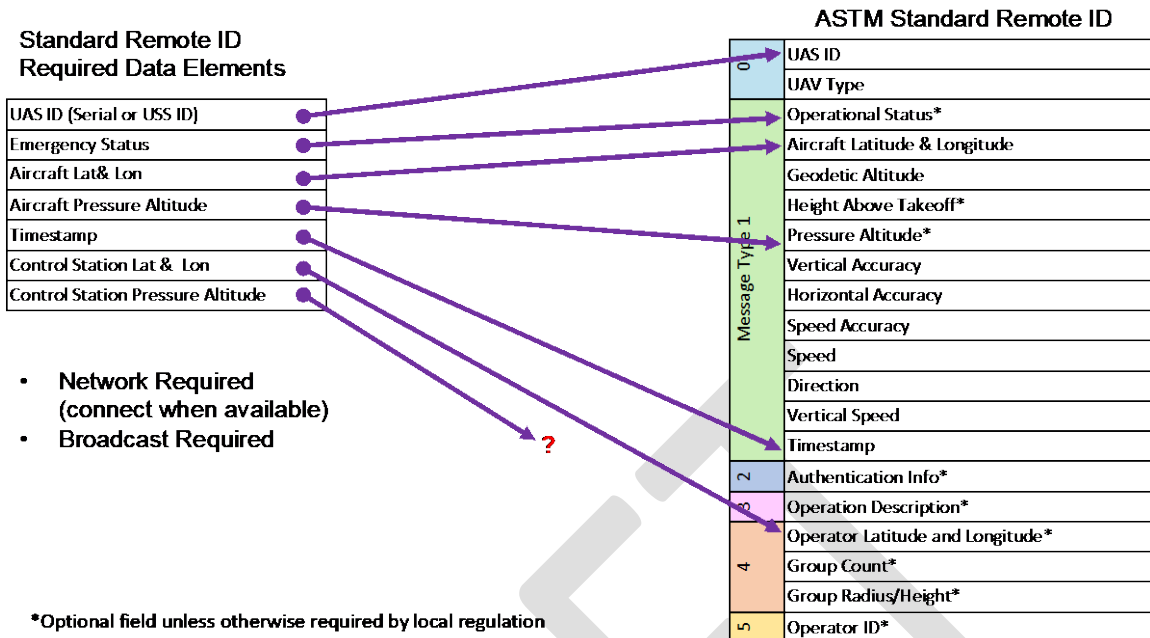 ASTM Standard Remote ID
Standard Remote ID
Required Data Elements
UAS ID (Serial or USS ID)
Emergency Status
Aircraft Lat& Lon
Aircraft Pressure Altitude
Timestamp
Control Station Lat & Lon
Control Station Pressure Altitude
• Network Required
(connect when available)
• Broadcast Required
?
*Optional field unless otherwise required by local regulation
0
UAS ID
UAV Type
Message Type 1
Operational Status*
Aircraft Latitude & Longitude
Geodetic Altitude
Height Above Takeoff*
Pressure Altitude*
Vertical Accuracy
Horizontal Accuracy
Speed Accuracy
Speed
Direction
Vertical Speed
Timestamp
2
Authentication Info*
3
Operation Description*
4
Operator Latitude and Longitude*
Group Count*
Group Radius/Height*
5
Operator ID*